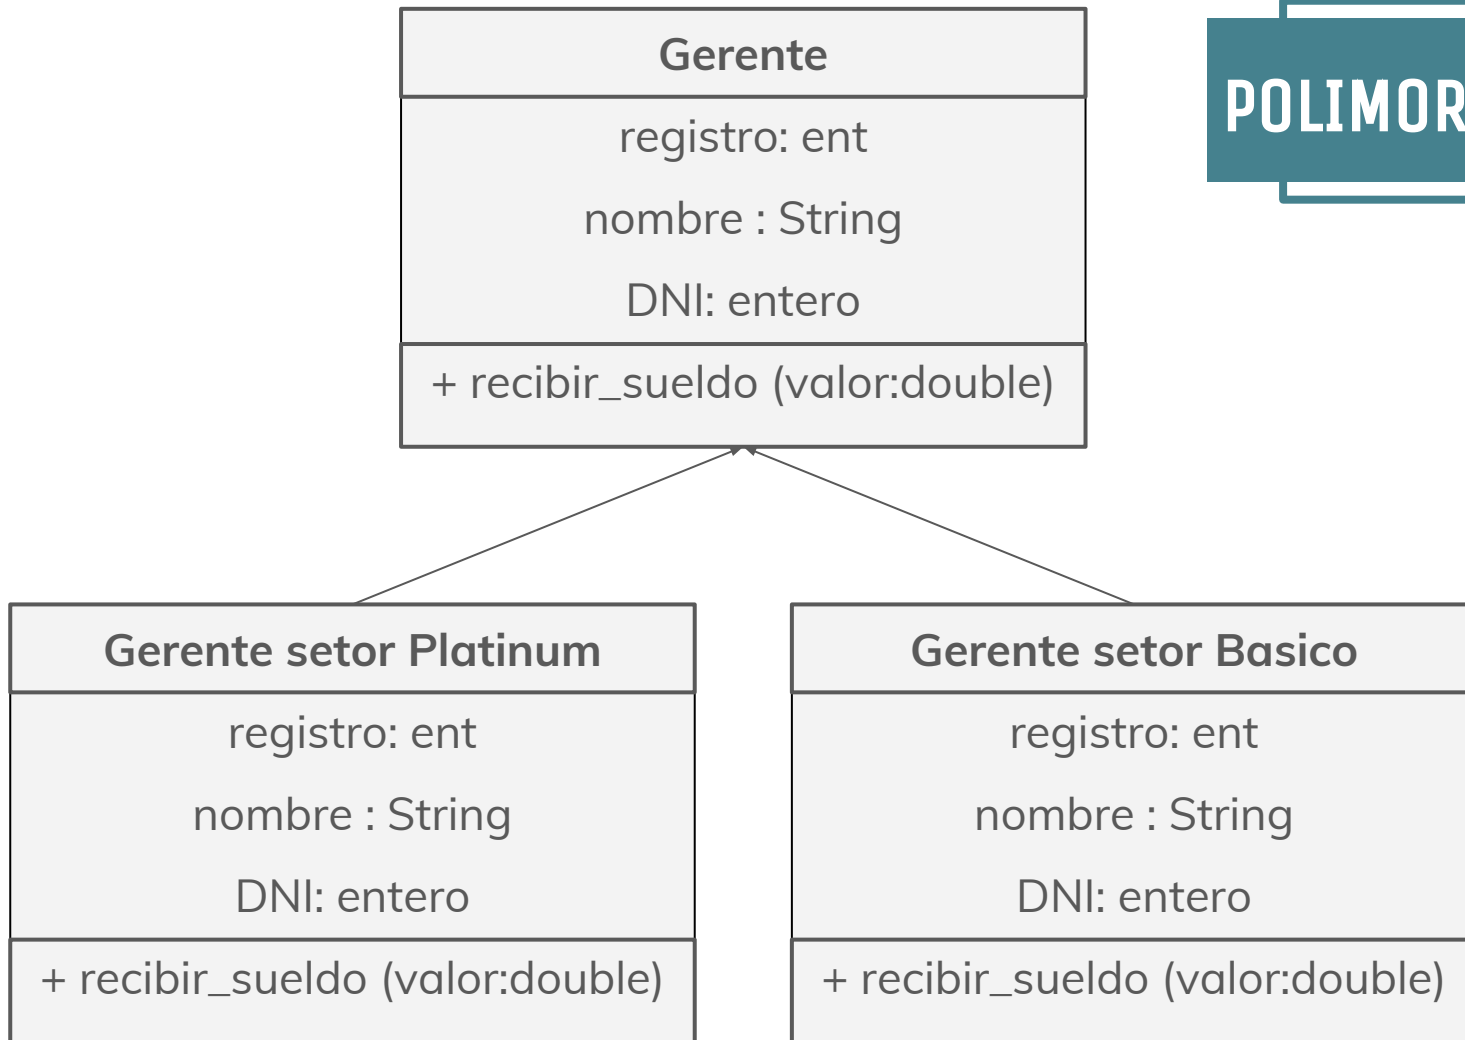 Gerente
registro: ent
nombre : String
DNI: entero
+ recibir_sueldo (valor:double)
POLIMOR
Gerente setor Platinum
registro: ent
nombre : String
DNI: entero
+ recibir_sueldo (valor:double)
Gerente setor Basico
registro: ent
nombre : String
DNI: entero
+ recibir_sueldo (valor:double)